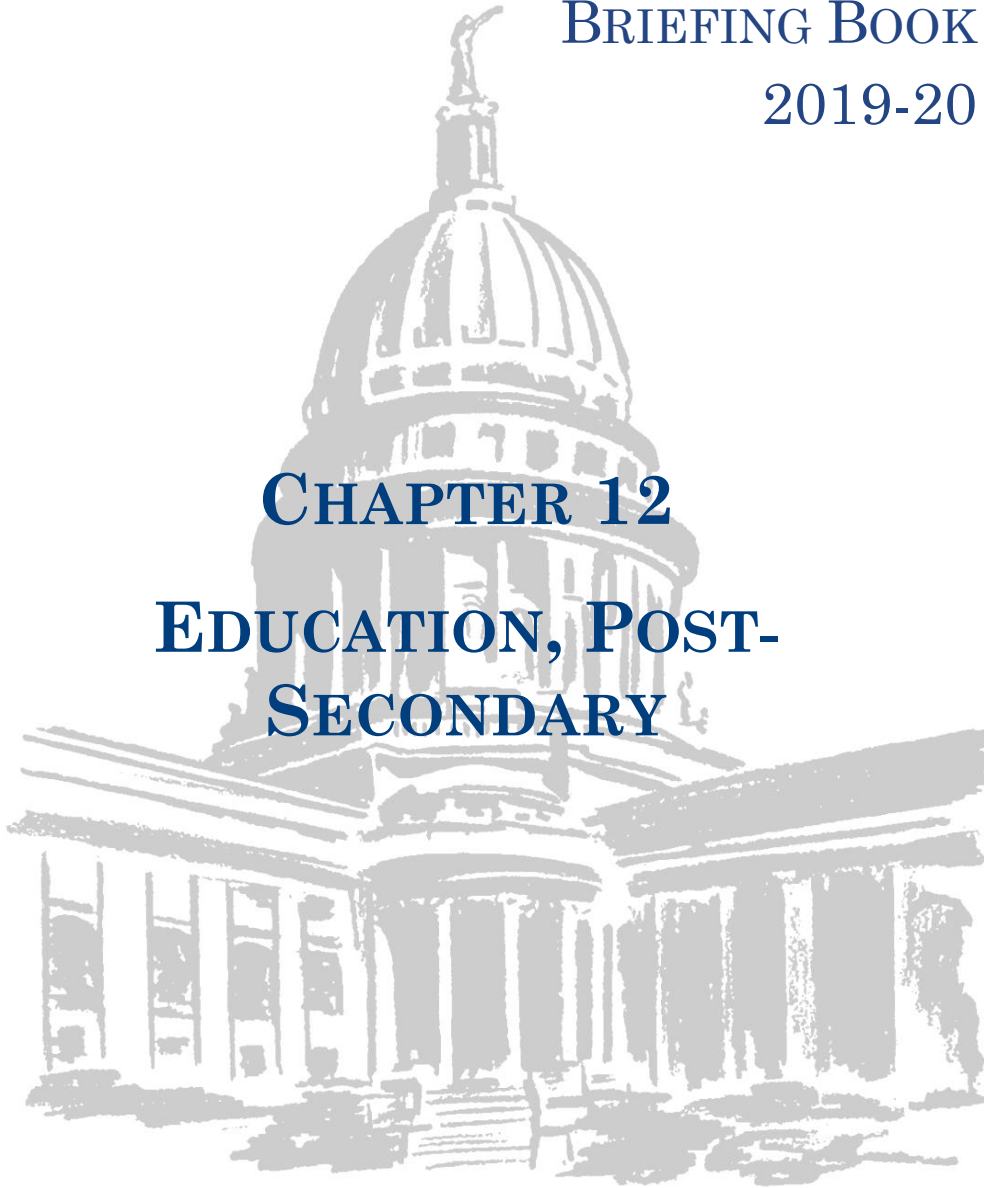 BRIEFING BOOK
2019-20
CHAPTER 12
EDUCATION, POST-
SECONDARY